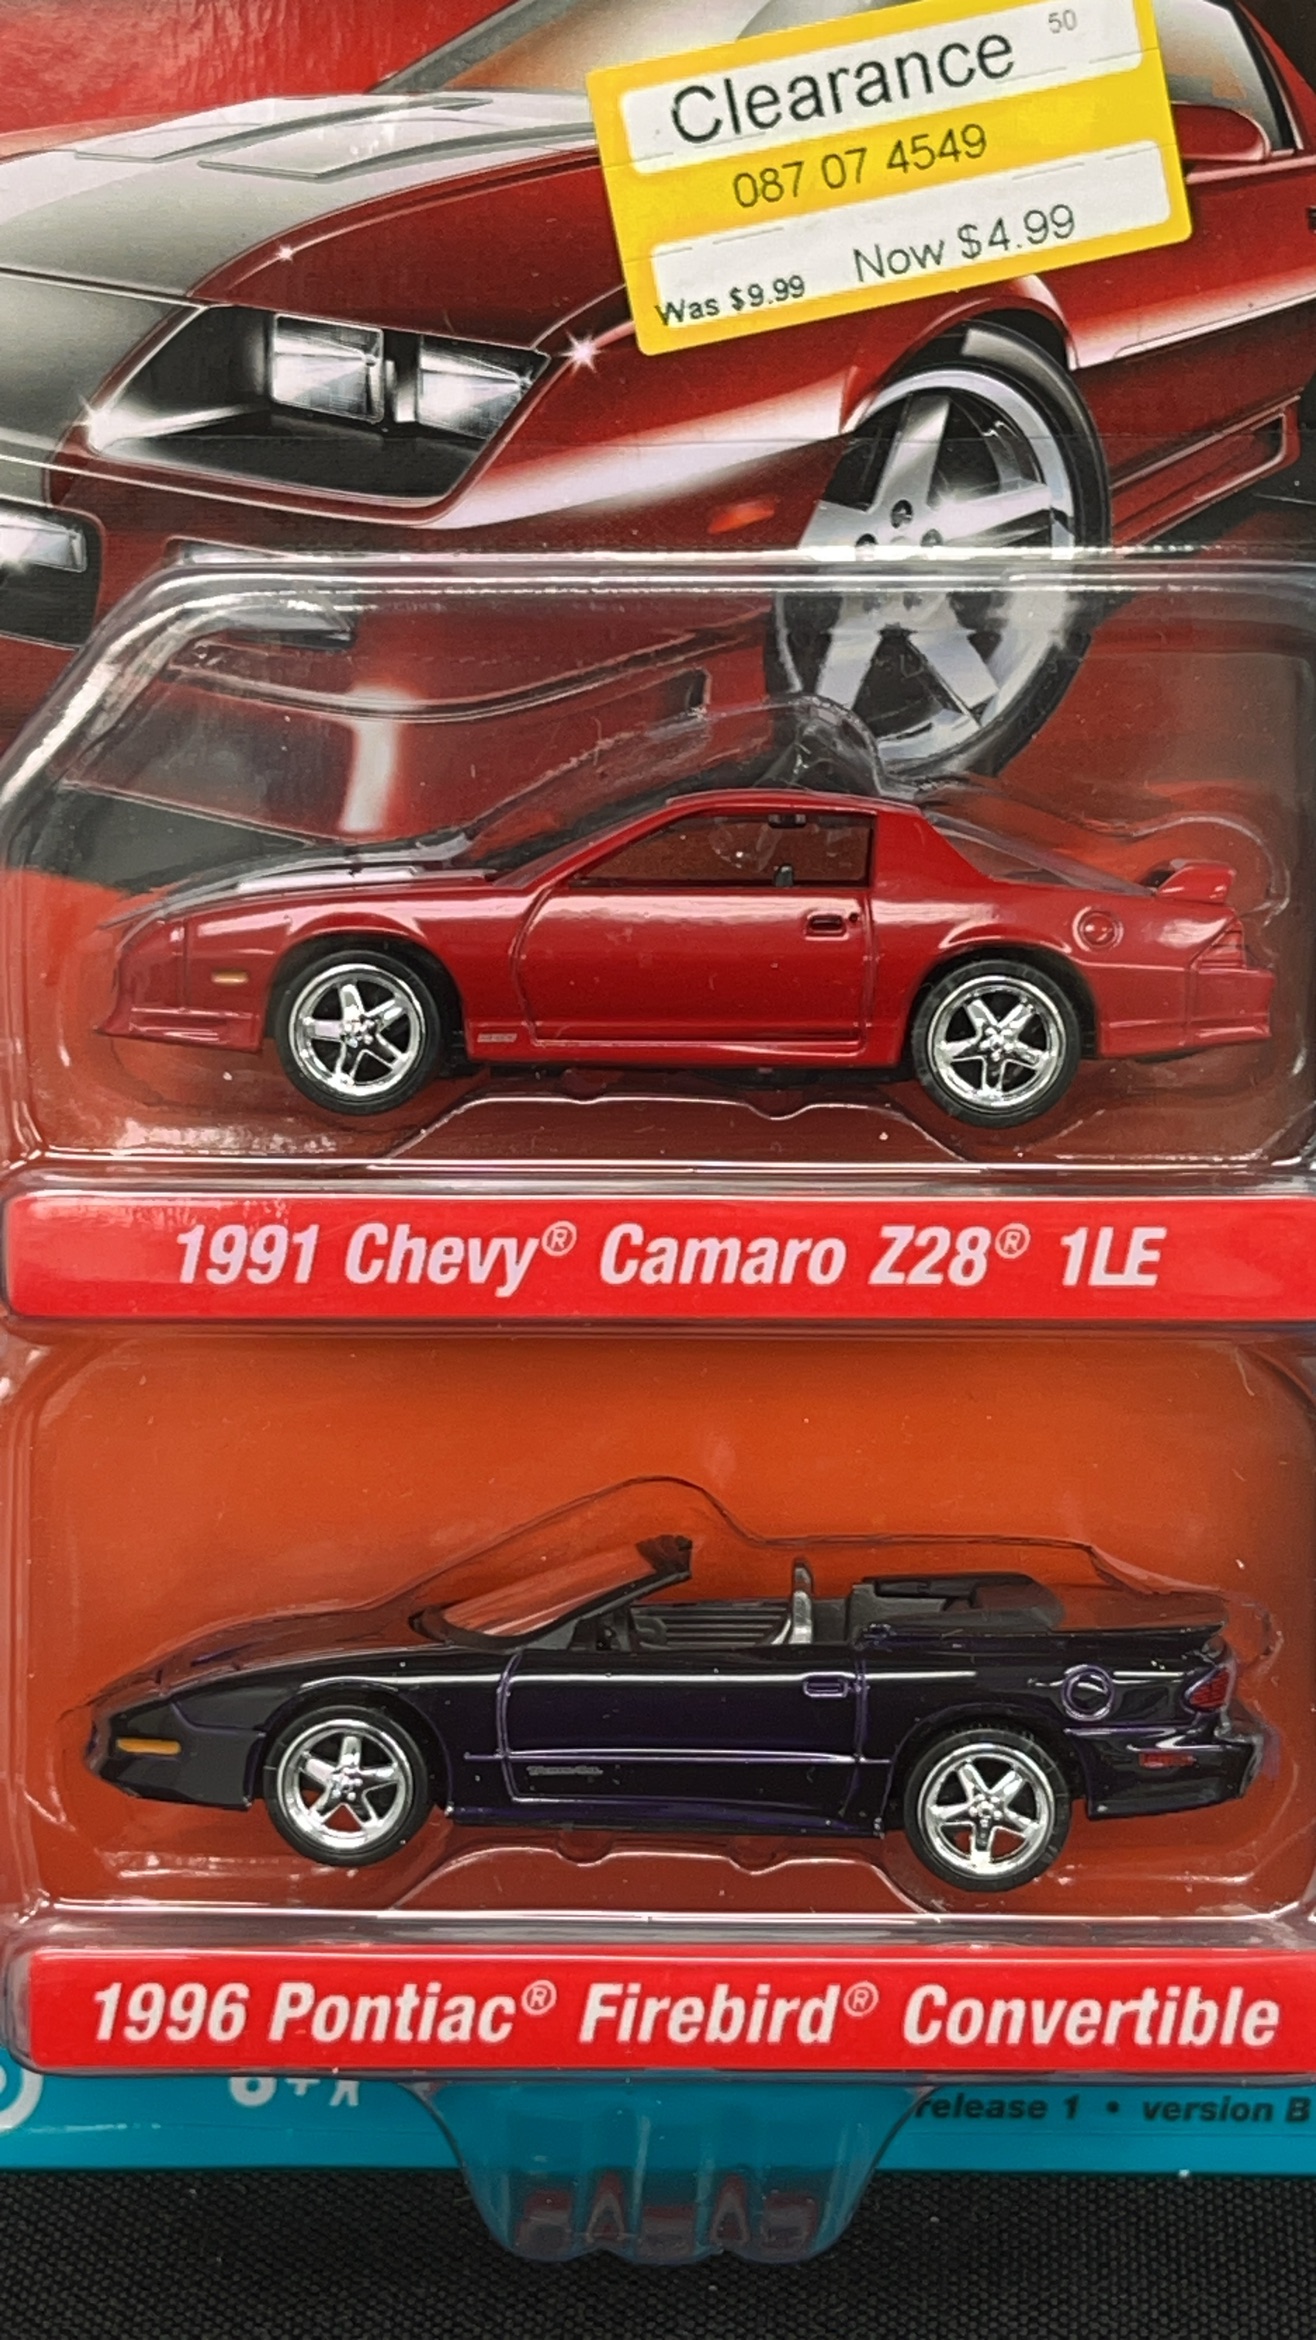 50
Clearance
087 07 4549
Was $9.99 Now $4.99
1991 Chevy® Camaro Z28® 1LE
1996 Pontiac® Firebird® Convertible
release 1 • version B